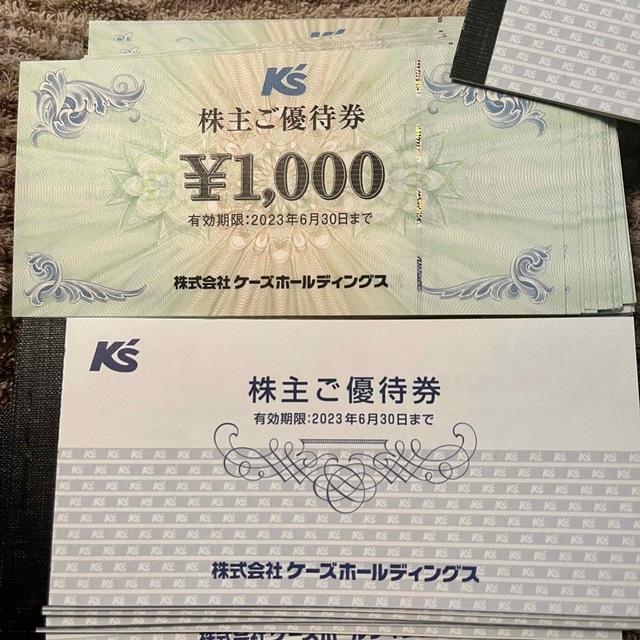 K's
株主ご優待券
¥1,000
有効期限:2023年6月30日まで
株式会社 ケーズホールディングス
K's
株主ご優待券
有効期限:2023年6月30日まで
株式会社 ケーズホールディングス